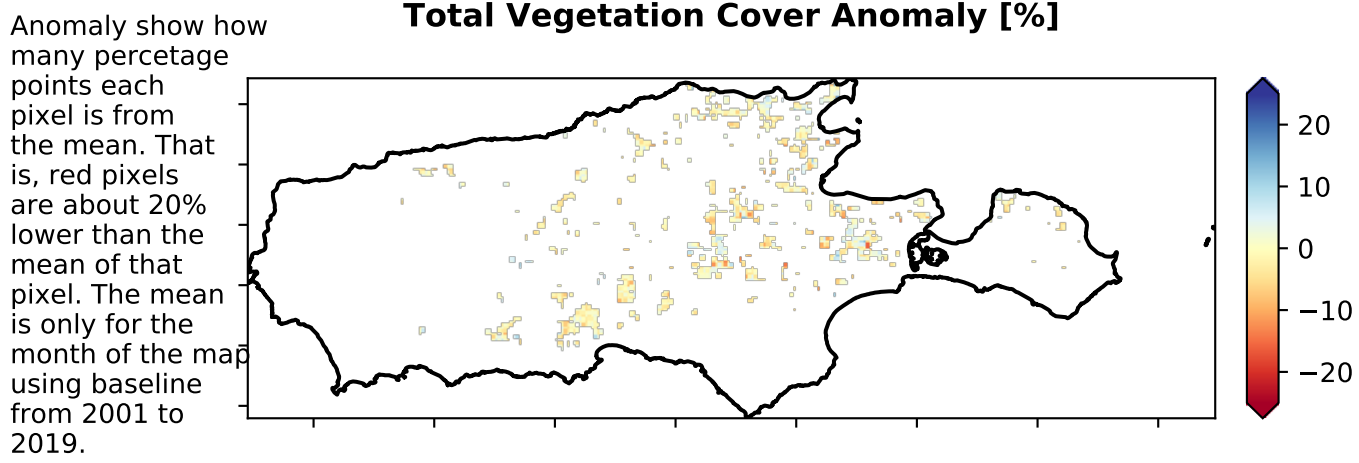 Total Vegetation Cover Anomaly [%]
Anomaly show how
many percetage
points each
pixel is from
the mean. That
is, red pixels
are about 20%
lower than the
mean of that
pixel. The mean
is only for the
month of the map
using baseline
from 2001 to
2019.
20
10
0
−10
−20